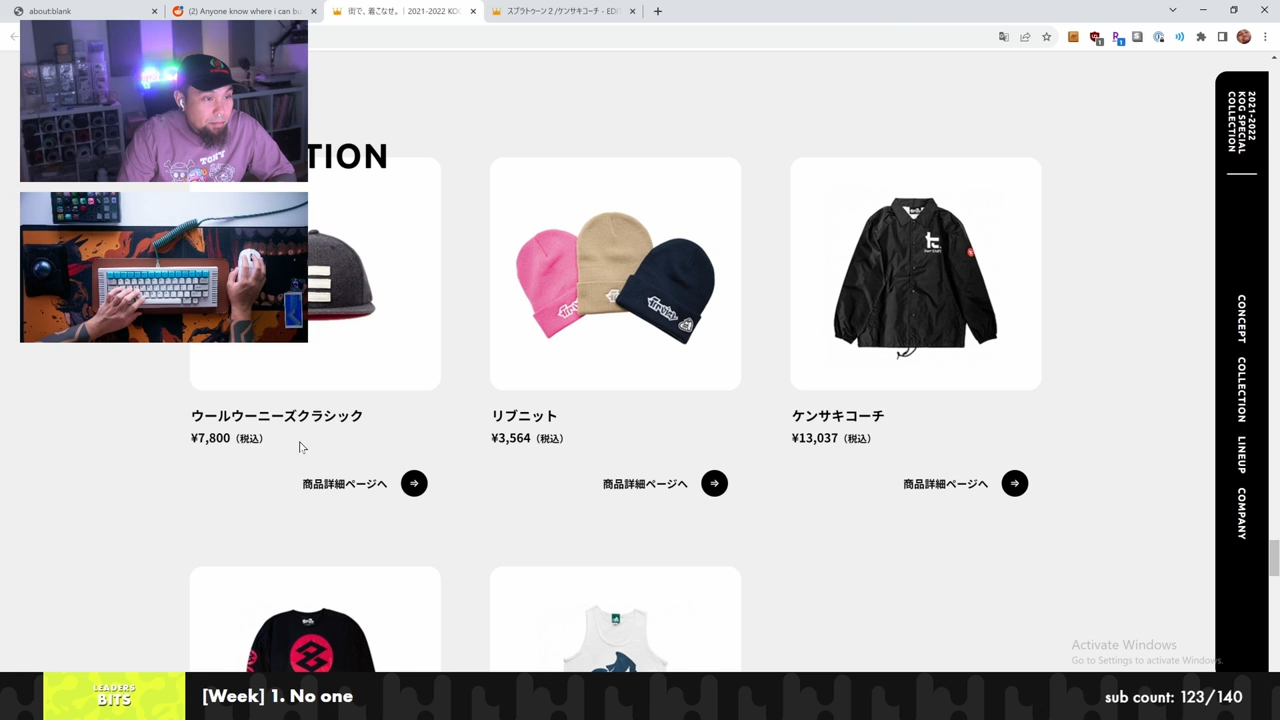 about:blank
(2) Anyone know where i can bu
街で、着こなせ。｜2021-2022 KO
スプラトゥーン２/ケンサキコーチ - EDI
TONY
TION
ウールウーニーズクラシック
¥7,800（税込）
商品詳細ページへ
リブニット
¥3,564（税込）
商品詳細ページへ
ケンサキコーチ
¥13,037（税込）
商品詳細ページへ
2021-2022
KOG SPECIAL
COLLECTION
CONCEPT
COLLECTION
LINEUP
COMPANY
Activate Windows
Go to Settings to activate Windows.
LEADERS
BITS
[Week] 1. No one
sub count: 123/140